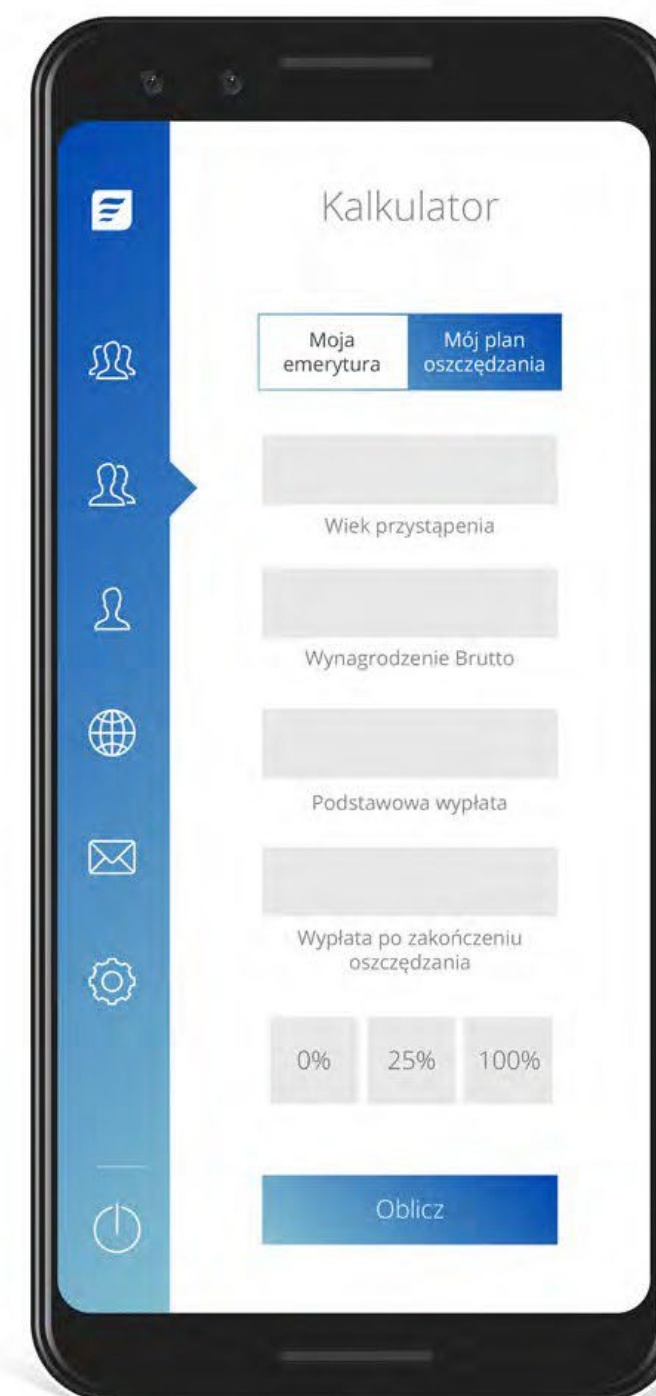 Kalkulator
Moja
emerytura
Mój plan
oszczędzania
Wiek przystąpenia
Wynagrodzenie Brutto
Podstawowa wypłata
Wypłata po zakończeniu
oszczędzania
0% 25% 100%
Oblicz